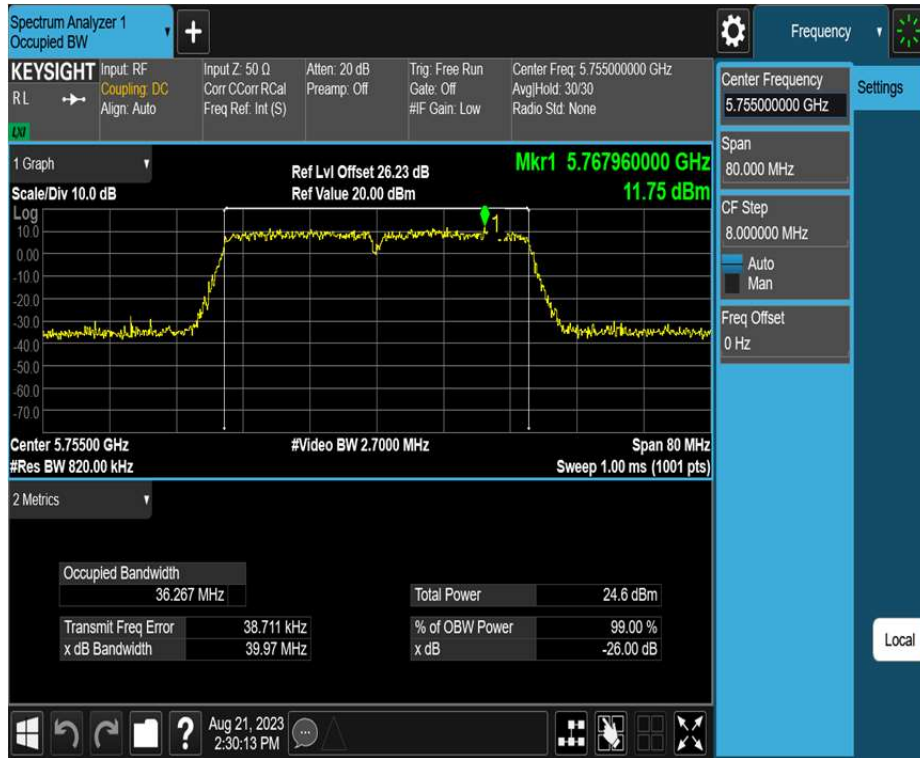 Spectrum Analyzer 1
Occupied BW
+
Frequency
KEYSIGHT
R L
LXI
Input: RF
Coupling: DC
Align: Auto
Input Z: 50 Ω
Corr CCorr RCal
Freq Ref: Int (S)
Atten: 20 dB
Preamp: Off
Trig: Free Run
Gate: Off
#IF Gain: Low
Center Freq: 5.755000000 GHz
Avg|Hold: 30/30
Radio Std: None
Center Frequency
5.755000000 GHz
Settings
Span
80.000 MHz
CF Step
8.000000 MHz
Auto
Man
Freq Offset
0 Hz
Local
1 Graph
Scale/Div 10.0 dB
Ref Lvl Offset 26.23 dB
Ref Value 20.00 dBm
Mkr1 5.767960000 GHz
11.75 dBm
Log
10.0
0.00
-10.0
-20.0
-30.0
-40.0
-50.0
-60.0
-70.0
1
Center 5.75500 GHz
#Video BW 2.7000 MHz
Span 80 MHz
#Res BW 820.00 kHz
Sweep 1.00 ms (1001 pts)
2 Metrics
Occupied Bandwidth
36.267 MHz
Total Power 24.6 dBm
Transmit Freq Error 38.711 kHz
% of OBW Power 99.00 %
x dB Bandwidth 39.97 MHz
x dB -26.00 dB
?
Aug 21, 2023
2:30:13 PM